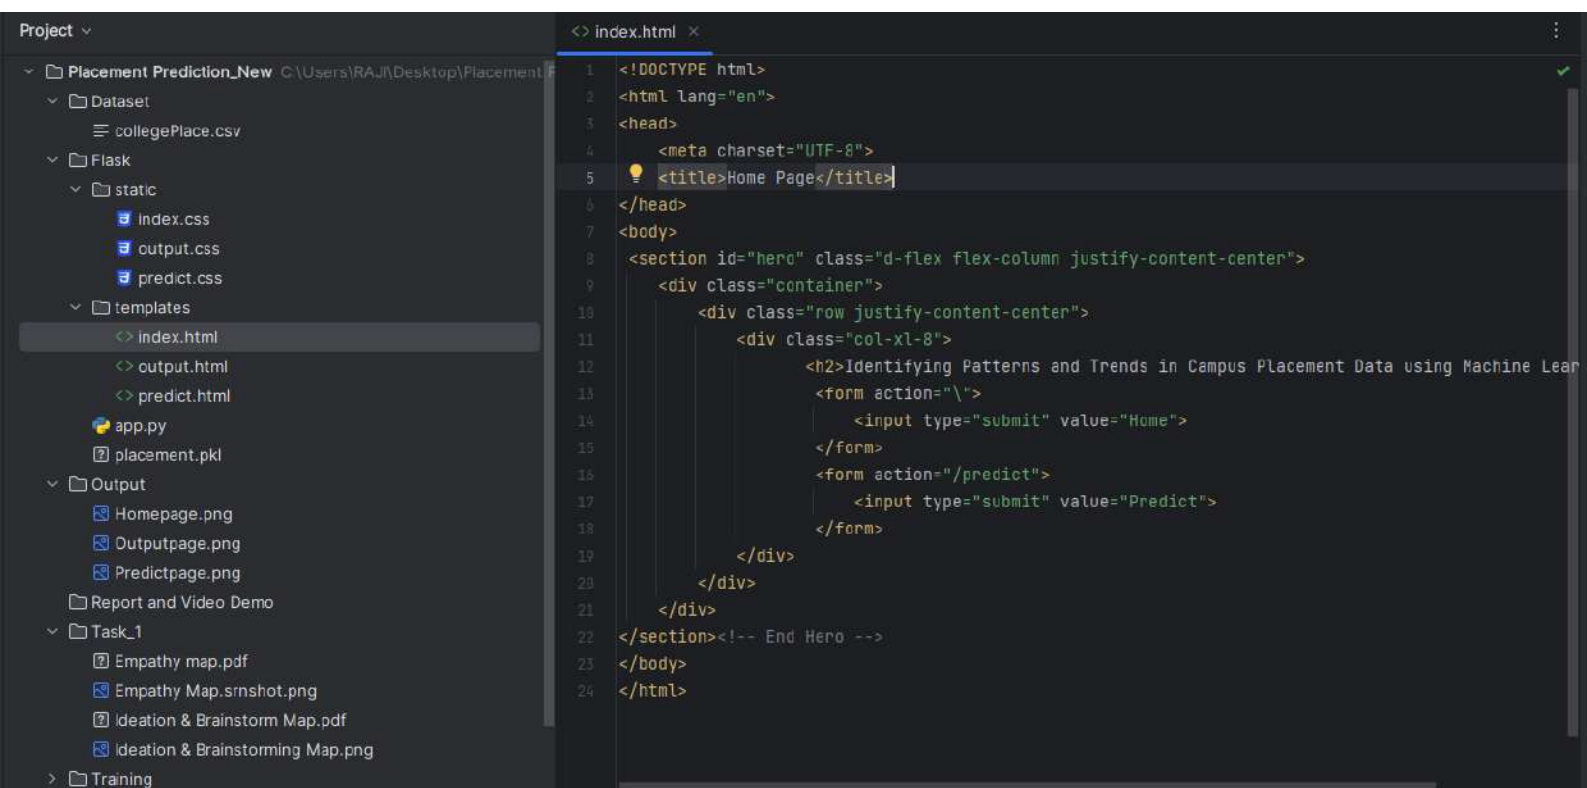 Project
Placement Prediction_New C:\Users\RAJI\Desktop\Placement
Dataset
collegePlace.csv
Flask
static
index.css
output.css
predict.css
templates
index.html
output.html
predict.html
app.py
placement.pkl
Output
Homepage.png
Outputpage.png
Predictpage.png
Report and Video Demo
Task_1
Empathy map.pdf
Empathy Map.srnshot.png
Ideation & Brainstorm Map.pdf
Ideation & Brainstorming Map.png
Training
index.html
1 <!DOCTYPE html>
2 <html lang="en">
3 <head>
4 <meta charset="UTF-8">
5 <title>Home Page</title>
6 </head>
7 <body>
8 <section id="hero" class="d-flex flex-column justify-content-center">
9 <div class="container">
10 <div class="row justify-content-center">
11 <div class="col-xl-8">
12 <h2>Identifying Patterns and Trends in Campus Placement Data using Machine Lear
13 <form action="\">
14 <input type="submit" value="Home">
15 </form>
16 <form action="/predict">
17 <input type="submit" value="Predict">
18 </form>
19 </div>
20 </div>
21 </div>
22 </section><!-- End Hero -->
23 </body>
24 </html>